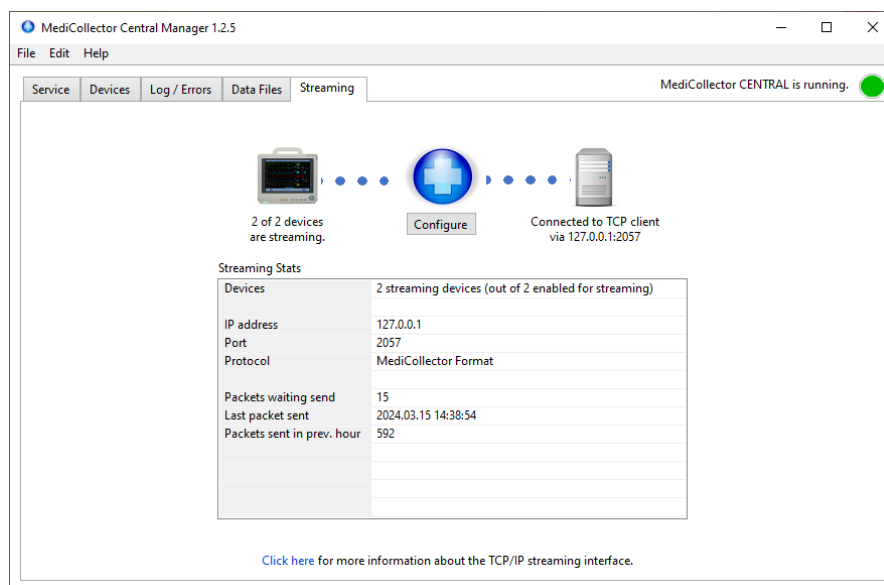 MediCollector Central Manager 1.2.5
File Edit Help
Service Devices Log / Errors Data Files Streaming MediCollector CENTRAL is running.
2 of 2 devices
are streaming.
Configure
Connected to TCP client
via 127.0.0.1:2057
Streaming Stats
Devices 2 streaming devices (out of 2 enabled for streaming)
IP address 127.0.0.1
Port 2057
Protocol MediCollector Format
Packets waiting send 15
Last packet sent 2024.03.15 14:38:54
Packets sent in prev. hour 592
Click here for more information about the TCP/IP streaming interface.